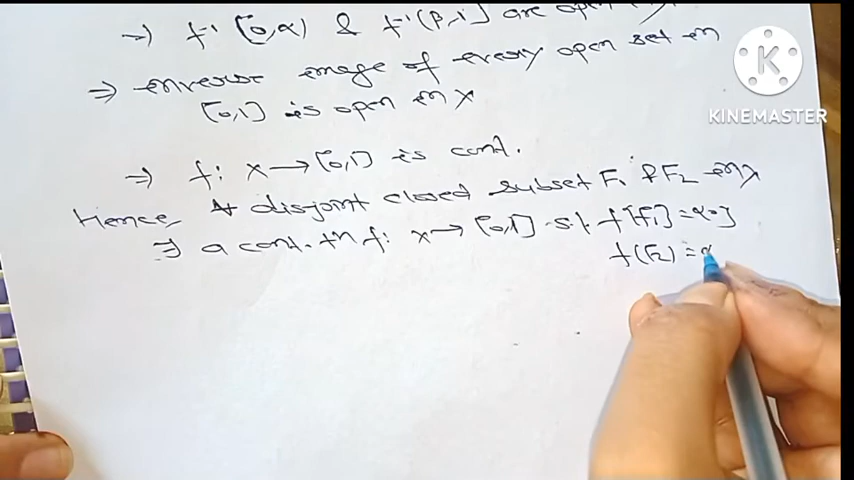 → f⁻¹[0,α) & f⁻¹(β,1] are open
⇒ inverse image of every open set in
[0,1] is open in X
⇒ f: X→[0,1] is cont.
Hence, ∀ disjoint closed subset F₁ & F₂ in X
∃ a cont. fn f: X→[0,1] s.t. f[F₁] = {0}
f(F₂) = {
KINEMASTER